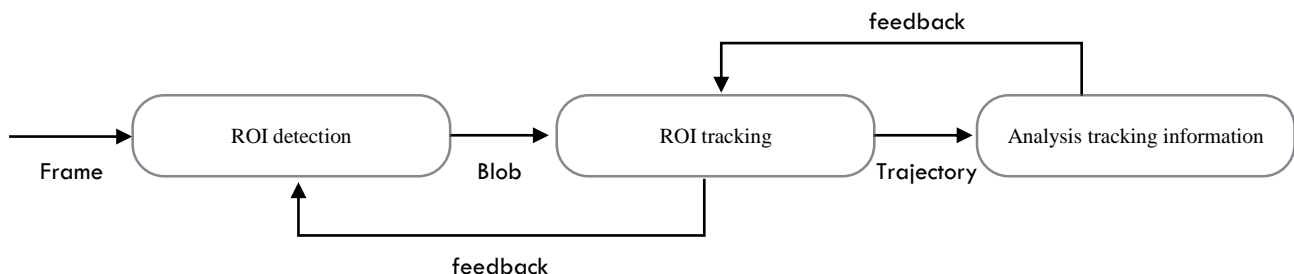 feedback
ROI detection
ROI tracking
Analysis tracking information
Frame
Blob
Trajectory
feedback